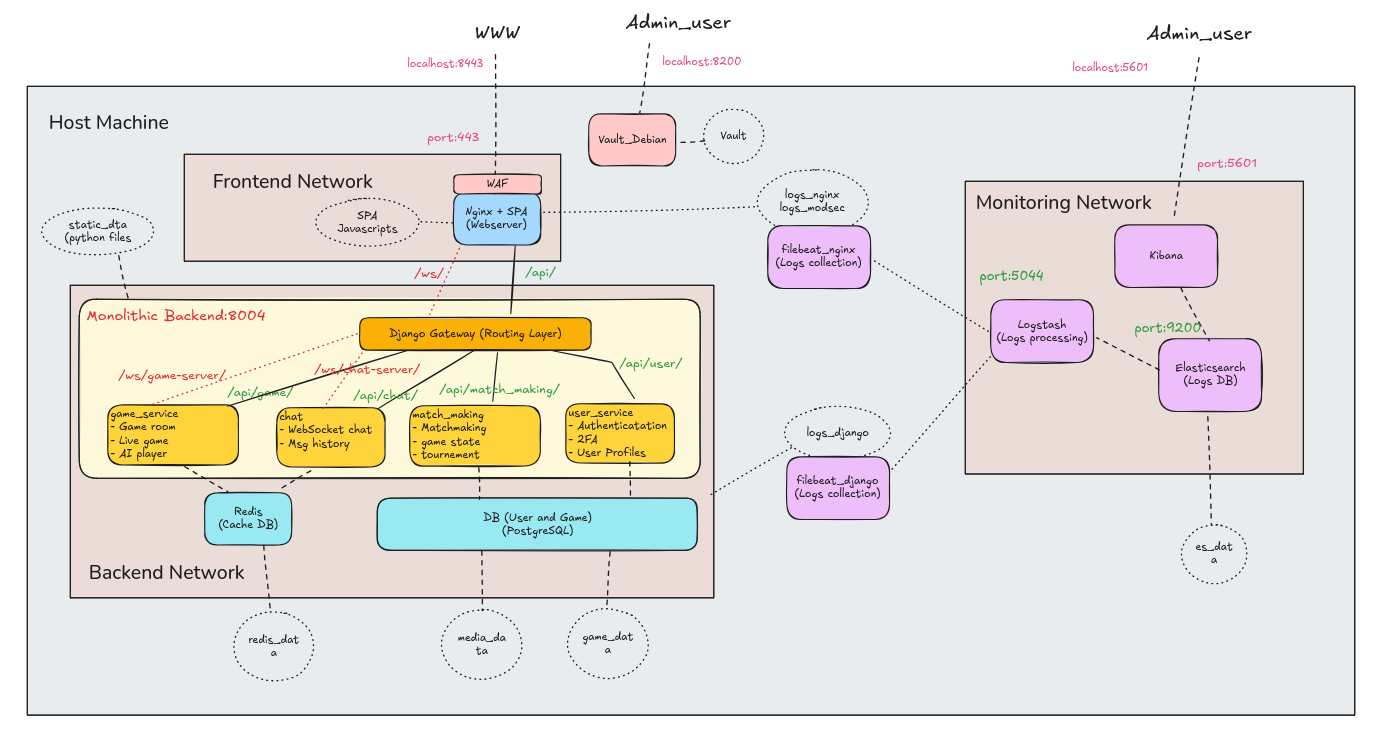 WWW
Admin_user
Admin_user
localhost:8443
localhost:8200
localhost:5601
Host Machine
port:443
Vault_Debian
Vault
port:5601
Frontend Network
WAF
Nginx + SPA
(Webserver)
SPA
Javascripts
logs_nginx
logs_modsec
filebeat_nginx
(Logs collection)
Monitoring Network
Kibana
static_dta
(python files
/ws/
/api/
port:5044
Logstash
(Logs processing)
port:9200
Elasticsearch
(Logs DB)
Monolithic Backend:8004
Django Gateway (Routing Layer)
/ws/game-server/
/ws/chat-server/
/api/game/
/api/chat/
/api/match_making/
/api/user/
game_service
- Game room
- Live game
- AI player
chat
- WebSocket chat
- Msg history
match_making
- Matchmaking
- game state
- tournement
user_service
- Authenticatation
- 2FA
- User Profiles
logs_django
filebeat_django
(Logs collection)
Redis
(Cache DB)
DB (User and Game)
(PostgreSQL)
Backend Network
es_dat
a
redis_dat
a
media_da
ta
game_dat
a